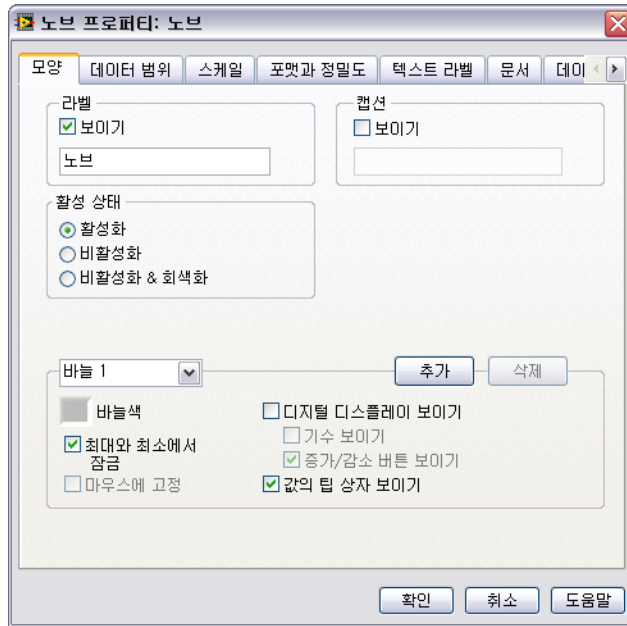 노브 프로퍼티: 노브
모양 데이터 범위 스케일 포맷과 정밀도 텍스트 라벨 문서 데이
라벨 캡션
보이기 보이기
노브
활성 상태
활성화
비활성화
비활성화 & 회색화
바늘 1 추가 삭제
바늘색 디지털 디스플레이 보이기
기수 보이기
최대와 최소에서
잠금 증가/감소 버튼 보이기
마우스에 고정 값의 팁 상자 보이기
확인 취소 도움말